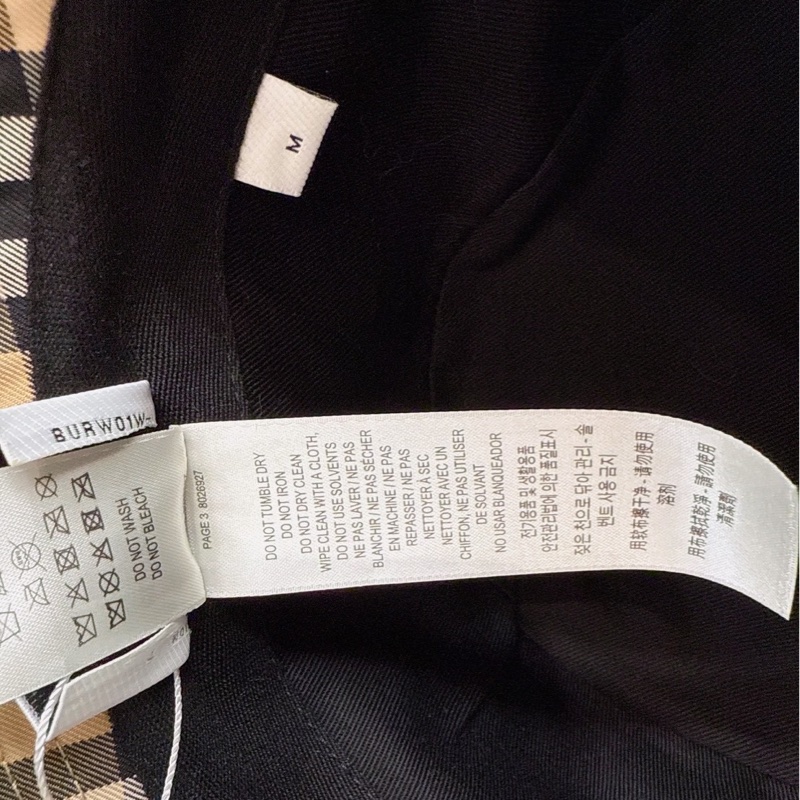 M
BURW01W-
DO NOT WASH
DO NOT BLEACH
PAGE 3 8026927
DO NOT TUMBLE DRY
DO NOT IRON
DO NOT DRY CLEAN
WIPE CLEAN WITH A CLOTH,
DO NOT USE SOLVENTS
NE PAS LAVER / NE PAS
BLANCHIR / NE PAS SÉCHER
EN MACHINE / NE PAS
REPASSER / NE PAS
NETTOYER À SEC
NETTOYER AVEC UN
CHIFFON, NE PAS UTILISER
DE SOLVANT
NO USAR BLANQUEADOR
전기용품 및 생활용품
안전관리법에 의한 품질표시
젖은 천으로 닦아 관리 - 솔
벤트 사용 금지
用软布擦干净 - 请勿使用
溶剂
用布擦拭乾淨 - 請勿使用
清潔劑